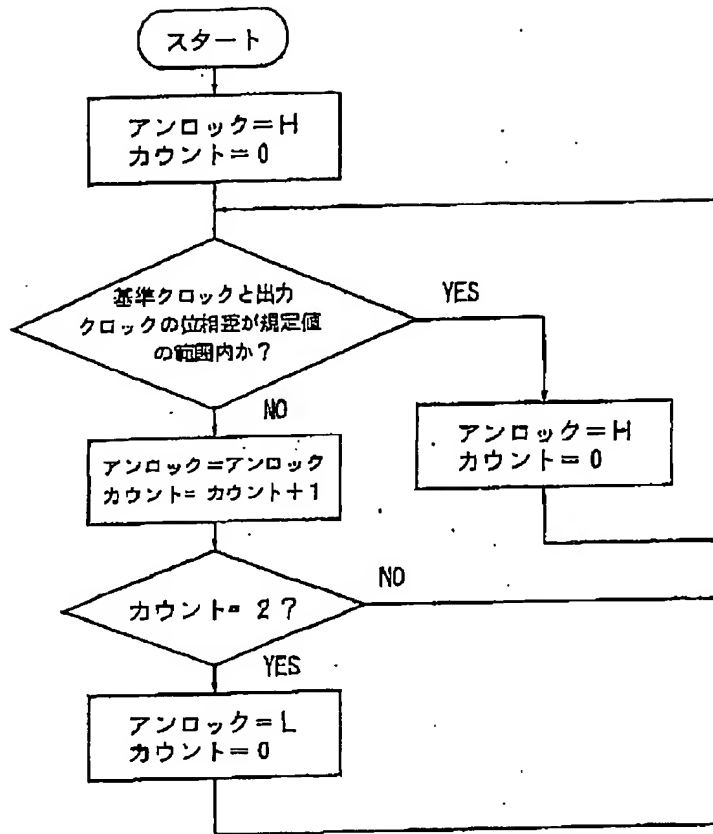 スタート
アンロック=H
カウント=0
基準クロックと出力
クロックの位相差が規定値
の範囲内か?
YES
NO
アンロック=H
カウント=0
アンロック=アンロック
カウント= カウント+1
カウント= 2?
NO
YES
アンロック=L
カウント=0